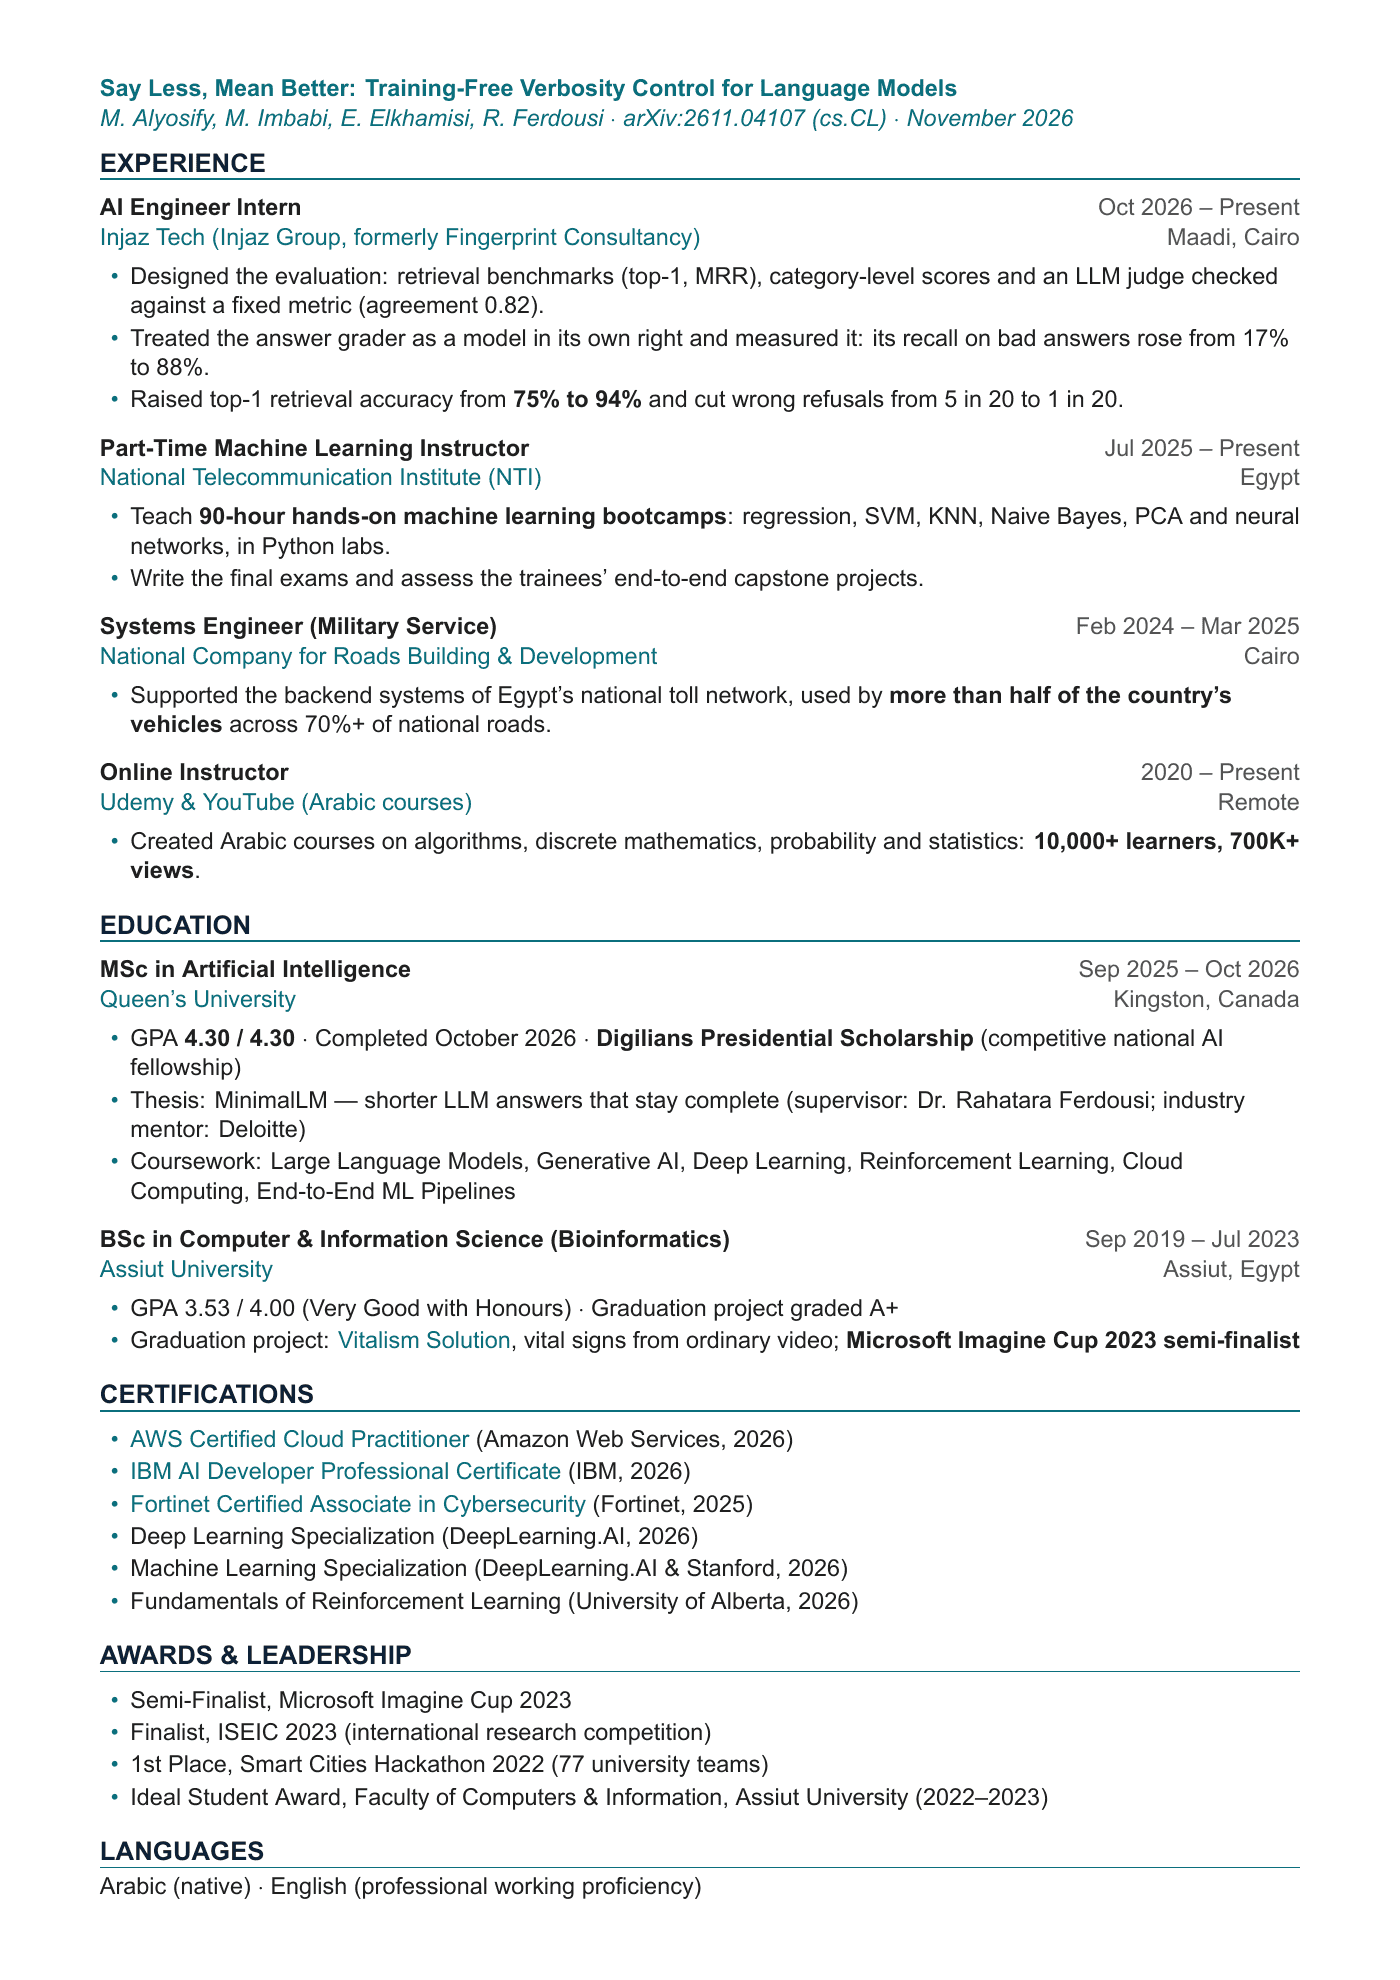 Say Less, Mean Better: Training-Free Verbosity Control for Language Models
M. Alyosify, M. Imbabi, E. Elkhamisi, R. Ferdousi · arXiv:2611.04107 (cs.CL) · November 2026
EXPERIENCE
AI Engineer Intern Oct 2026 – Present
Injaz Tech (Injaz Group, formerly Fingerprint Consultancy) Maadi, Cairo
• Designed the evaluation: retrieval benchmarks (top-1, MRR), category-level scores and an LLM judge checked
against a fixed metric (agreement 0.82).
• Treated the answer grader as a model in its own right and measured it: its recall on bad answers rose from 17%
to 88%.
• Raised top-1 retrieval accuracy from 75% to 94% and cut wrong refusals from 5 in 20 to 1 in 20.
Part-Time Machine Learning Instructor Jul 2025 – Present
National Telecommunication Institute (NTI) Egypt
• Teach 90-hour hands-on machine learning bootcamps: regression, SVM, KNN, Naive Bayes, PCA and neural
networks, in Python labs.
• Write the final exams and assess the trainees’ end-to-end capstone projects.
Systems Engineer (Military Service) Feb 2024 – Mar 2025
National Company for Roads Building & Development Cairo
• Supported the backend systems of Egypt’s national toll network, used by more than half of the country’s
vehicles across 70%+ of national roads.
Online Instructor 2020 – Present
Udemy & YouTube (Arabic courses) Remote
• Created Arabic courses on algorithms, discrete mathematics, probability and statistics: 10,000+ learners, 700K+
views.
EDUCATION
MSc in Artificial Intelligence Sep 2025 – Oct 2026
Queen’s University Kingston, Canada
• GPA 4.30 / 4.30 · Completed October 2026 · Digilians Presidential Scholarship (competitive national AI
fellowship)
• Thesis: MinimalLM — shorter LLM answers that stay complete (supervisor: Dr. Rahatara Ferdousi; industry
mentor: Deloitte)
• Coursework: Large Language Models, Generative AI, Deep Learning, Reinforcement Learning, Cloud
Computing, End-to-End ML Pipelines
BSc in Computer & Information Science (Bioinformatics) Sep 2019 – Jul 2023
Assiut University Assiut, Egypt
• GPA 3.53 / 4.00 (Very Good with Honours) · Graduation project graded A+
• Graduation project: Vitalism Solution, vital signs from ordinary video; Microsoft Imagine Cup 2023 semi-finalist
CERTIFICATIONS
• AWS Certified Cloud Practitioner (Amazon Web Services, 2026)
• IBM AI Developer Professional Certificate (IBM, 2026)
• Fortinet Certified Associate in Cybersecurity (Fortinet, 2025)
• Deep Learning Specialization (DeepLearning.AI, 2026)
• Machine Learning Specialization (DeepLearning.AI & Stanford, 2026)
• Fundamentals of Reinforcement Learning (University of Alberta, 2026)
AWARDS & LEADERSHIP
• Semi-Finalist, Microsoft Imagine Cup 2023
• Finalist, ISEIC 2023 (international research competition)
• 1st Place, Smart Cities Hackathon 2022 (77 university teams)
• Ideal Student Award, Faculty of Computers & Information, Assiut University (2022–2023)
LANGUAGES
Arabic (native) · English (professional working proficiency)